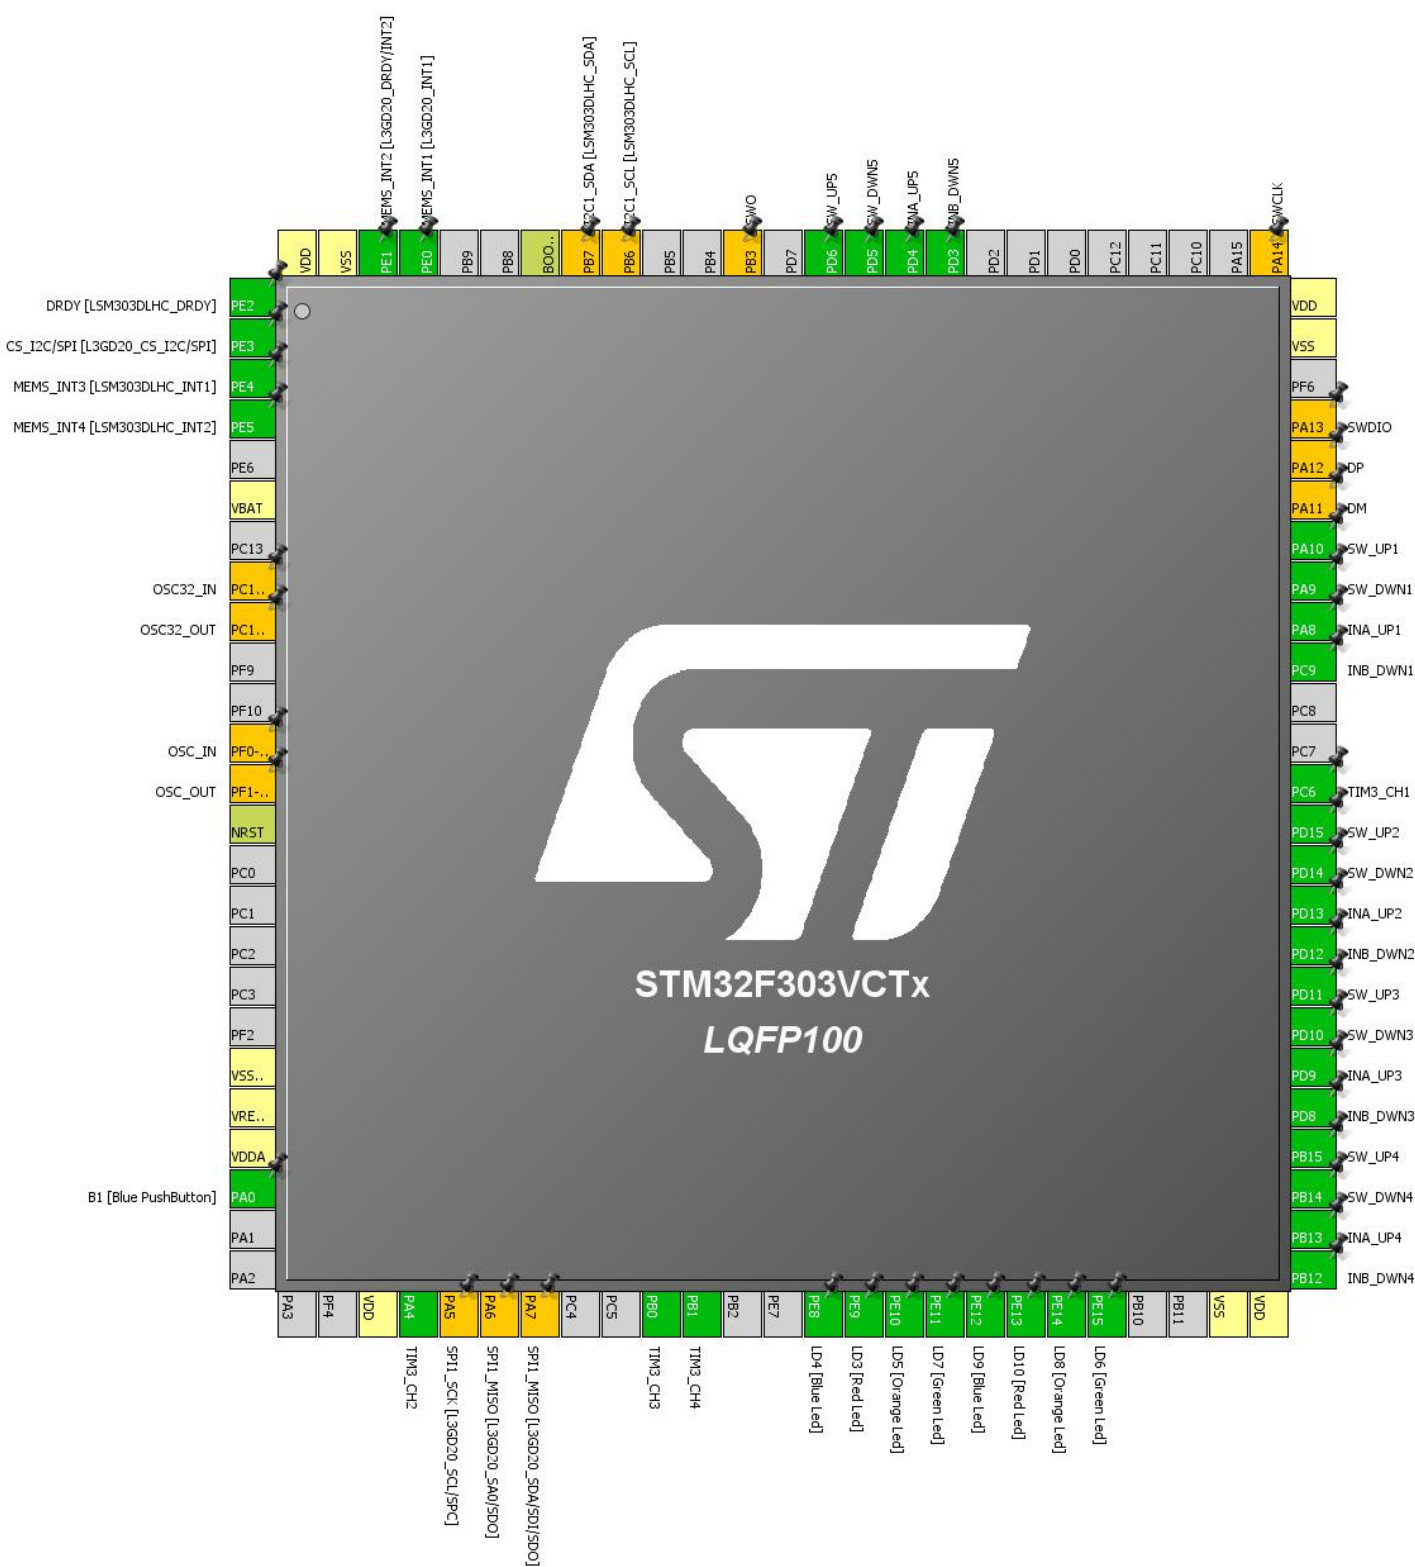 MEMS_INT2 [L3GD20_DRDY/INT2]
MEMS_INT1 [L3GD20_INT1]
I2C1_SDA [LSM303DLHC_SDA]
I2C1_SCL [LSM303DLHC_SCL]
SWO
SW_UP5
SW_DWN5
INA_UP5
INB_DWN5
SWCLK
VDD
VSS
PE1
PE0
PB9
PB8
BOO..
PB7
PB6
PB5
PB4
PB3
PD7
PD6
PD5
PD4
PD3
PD2
PD1
PD0
PC12
PC11
PC10
PA15
PA14
DRDY [LSM303DLHC_DRDY] PE2
CS_I2C/SPI [L3GD20_CS_I2C/SPI] PE3
MEMS_INT3 [LSM303DLHC_INT1] PE4
MEMS_INT4 [LSM303DLHC_INT2] PE5
PE6
VBAT
PC13
OSC32_IN PC1..
OSC32_OUT PC1..
PF9
PF10
OSC_IN PF0-..
OSC_OUT PF1-..
NRST
PC0
PC1
PC2
PC3
PF2
VSS..
VRE..
VDDA
B1 [Blue PushButton] PA0
PA1
PA2
STM32F303VCTx
LQFP100
VDD
VSS
PF6
PA13 SWDIO
PA12 DP
PA11 DM
PA10 SW_UP1
PA9 SW_DWN1
PA8 INA_UP1
PC9 INB_DWN1
PC8
PC7
PC6 TIM3_CH1
PD15 SW_UP2
PD14 SW_DWN2
PD13 INA_UP2
PD12 INB_DWN2
PD11 SW_UP3
PD10 SW_DWN3
PD9 INA_UP3
PD8 INB_DWN3
PB15 SW_UP4
PB14 SW_DWN4
PB13 INA_UP4
PB12 INB_DWN4
PA3
PF4
VDD
PA4
PA5
PA6
PA7
PC4
PC5
PB0
PB1
PB2
PE7
PE8
PE9
PE10
PE11
PE12
PE13
PE14
PE15
PB10
PB11
VSS
VDD
TIM3_CH2
SPI1_SCK [L3GD20_SCL/SPC]
SPI1_MISO [L3GD20_SA0/SDO]
SPI1_MISO [L3GD20_SDA/SDI/SDO]
TIM3_CH3
TIM3_CH4
LD4 [Blue Led]
LD3 [Red Led]
LD5 [Orange Led]
LD7 [Green Led]
LD9 [Blue Led]
LD10 [Red Led]
LD8 [Orange Led]
LD6 [Green Led]